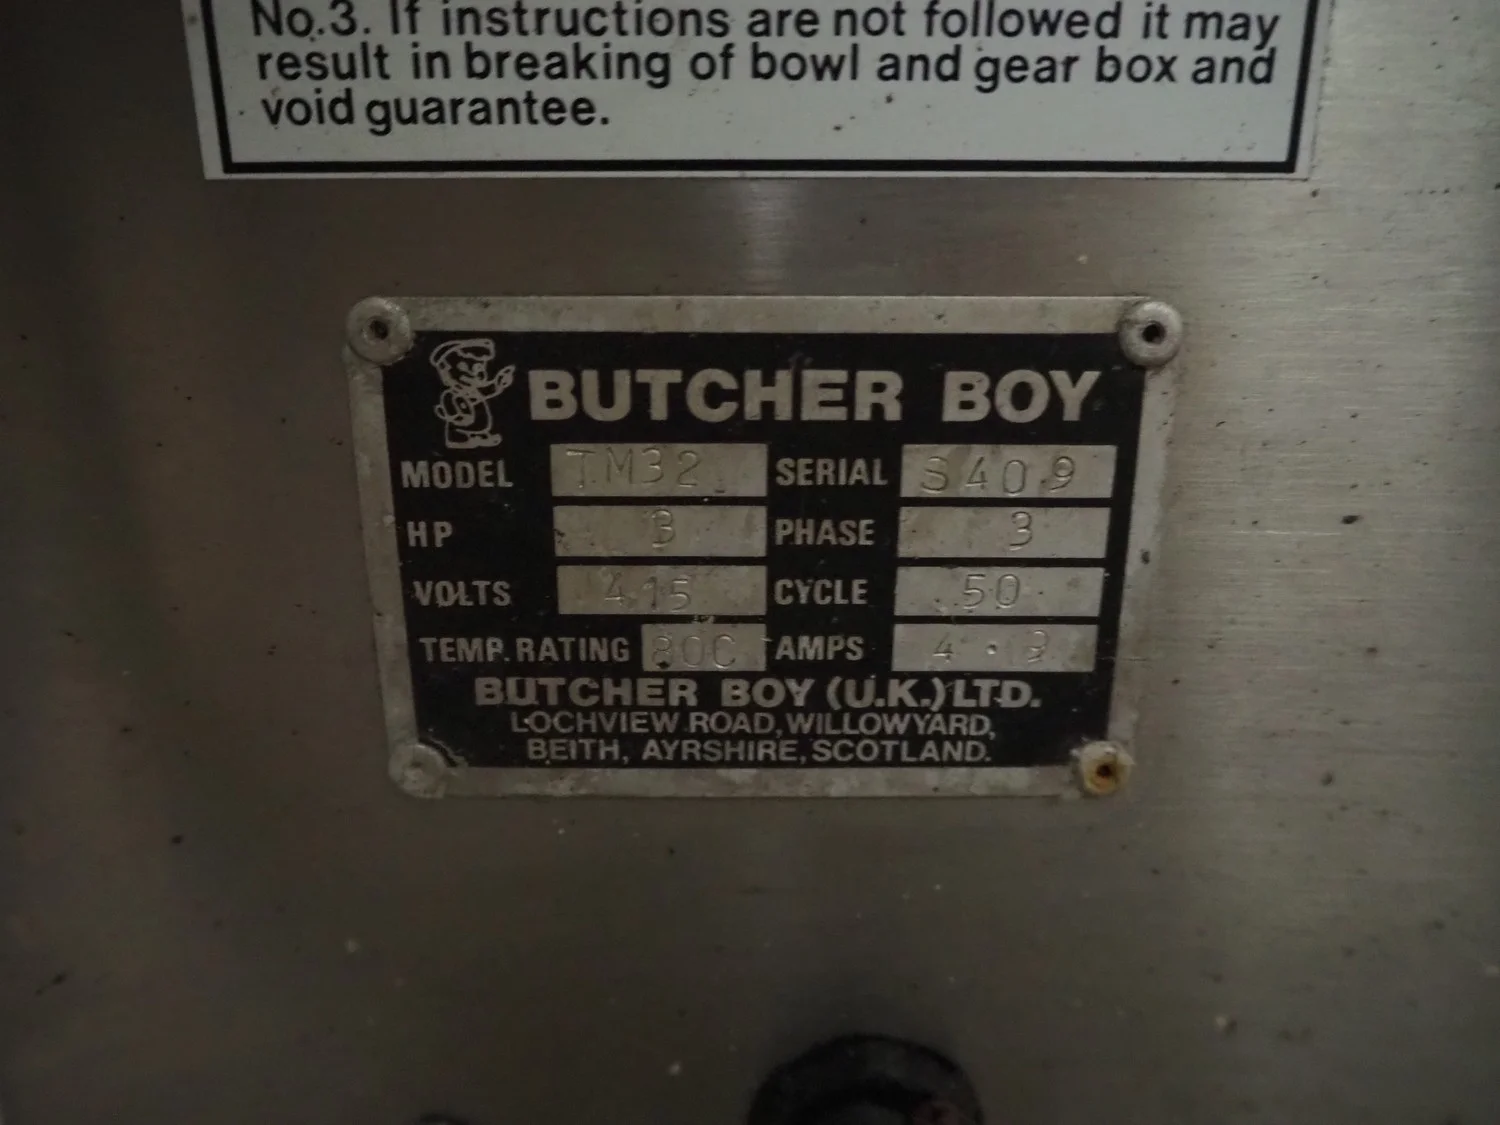 No.3. If instructions are not followed it may
result in breaking of bowl and gear box and
void guarantee.
BUTCHER BOY
MODEL TM32 SERIAL S409
HP 3 PHASE 3
VOLTS 415 CYCLE 50
TEMP. RATING 80C AMPS 4.9
BUTCHER BOY (U.K.) LTD.
LOCHVIEW ROAD, WILLOWYARD,
BEITH, AYRSHIRE, SCOTLAND.